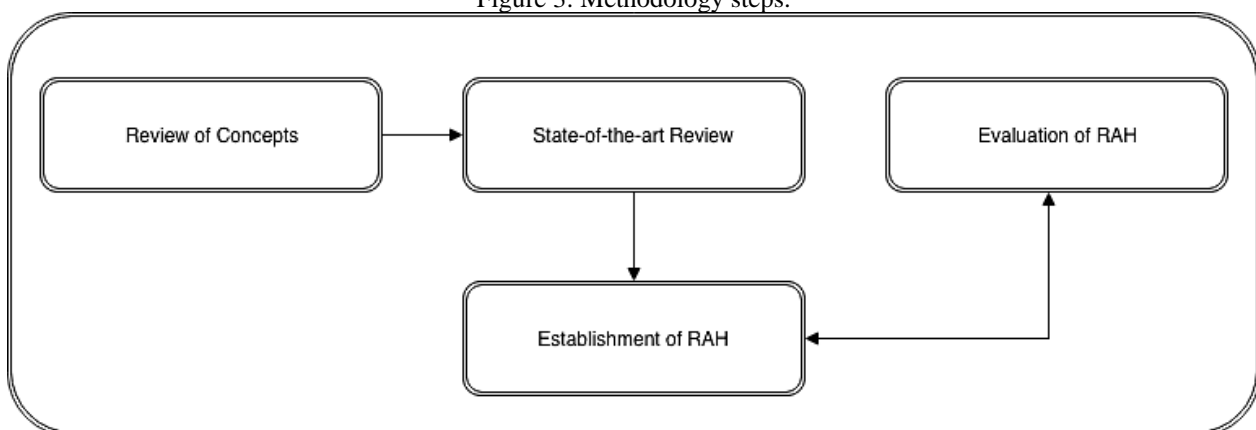 Figure 3: Methodology steps.
Review of Concepts
State-of-the-art Review
Evaluation of RAH
Establishment of RAH